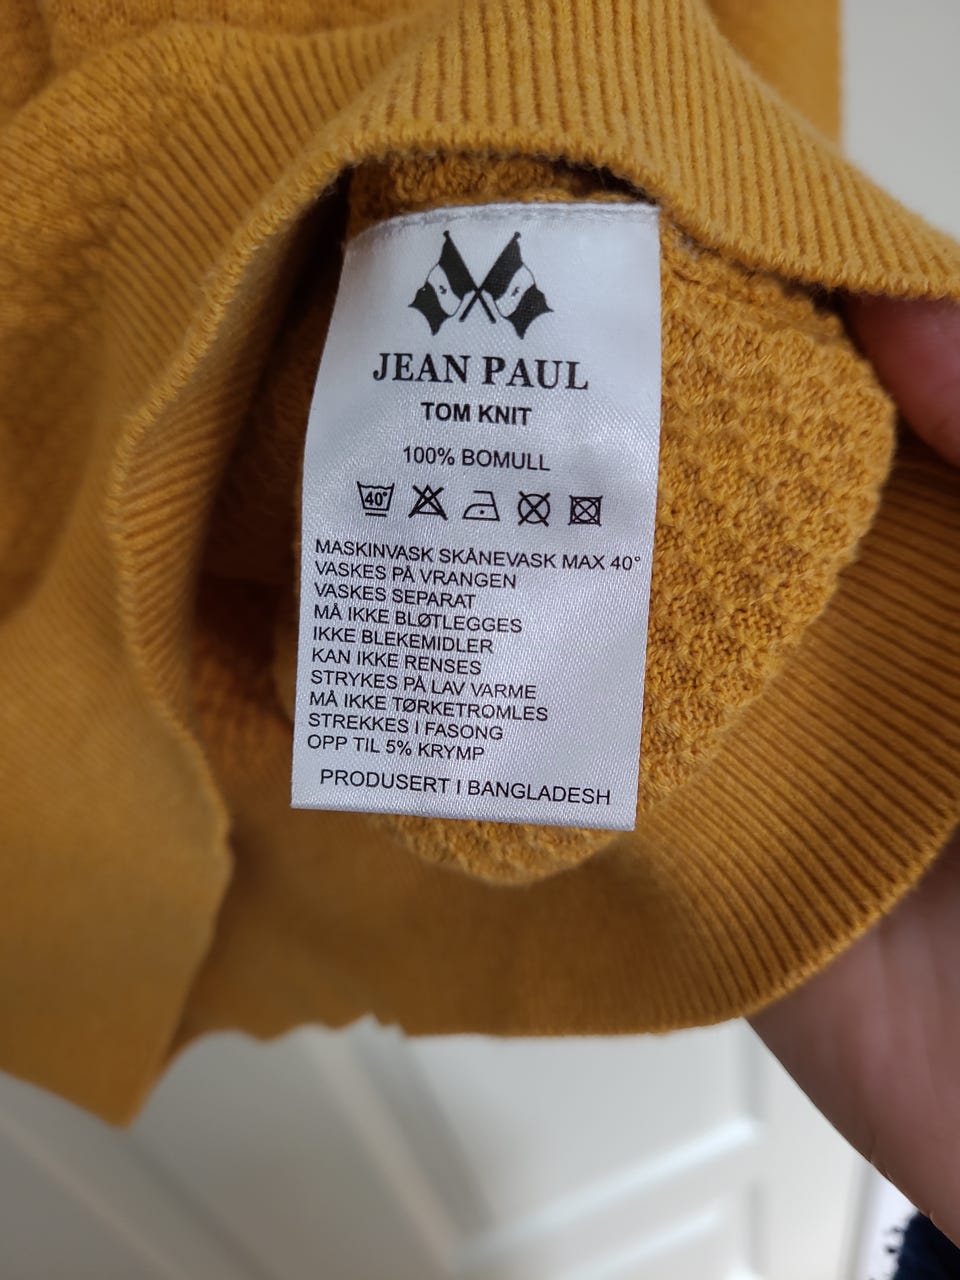 JEAN PAUL
TOM KNIT
100% BOMULL
40°
MASKINVASK SKÅNEVASK MAX 40°
VASKES PÅ VRANGEN
VASKES SEPARAT
MÅ IKKE BLØTLEGGES
IKKE BLEKEMIDLER
KAN IKKE RENSES
STRYKES PÅ LAV VARME
MÅ IKKE TØRKETROMLES
STREKKES I FASONG
OPP TIL 5% KRYMP
PRODUSERT I BANGLADESH